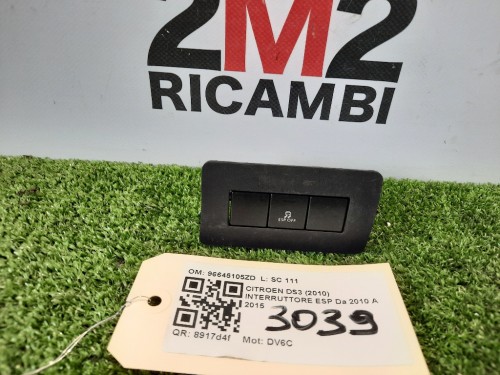 2M2
RICAMBI
ESP OFF
OM: 96645105ZD L: SC 111
CITROEN DS3 (2010)
INTERRUTTORE ESP Da 2010 A
2015
3039
QR: 8917d4f Mot: DV6C